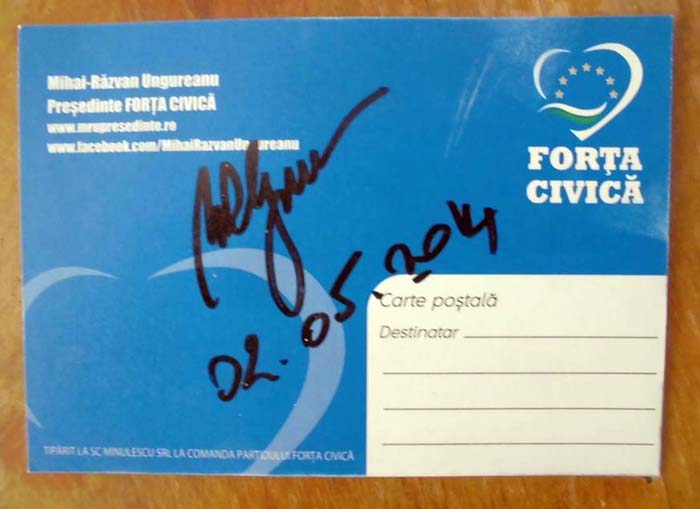 Mihai-Răzvan Ungureanu
Președinte FORȚA CIVICĂ
www.mrupresedinte.ro
www.facebook.com/MihaiRazvanUngureanu
FORȚA
CIVICĂ
02.05.2014
Carte poștală
Destinatar
TIPĂRIT LA SC MINULESCU SRL LA COMANDA PARTIDULUI FORȚA CIVICĂ